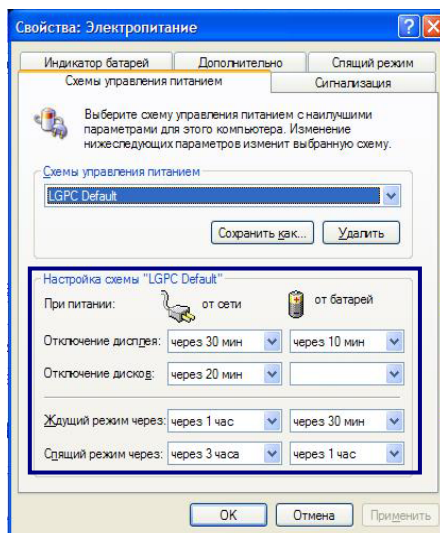 Свойства: Электропитание
Индикатор батарей Дополнительно Спящий режим
Схемы управления питанием Сигнализация
Выберите схему управления питанием с наилучшими
параметрами для этого компьютера. Изменение
нижеследующих параметров изменит выбранную схему.
Схемы управления питанием
LGPC Default
Сохранить как... Удалить
Настройка схемы "LGPC Default"
При питании: от сети от батарей
Отключение дисплея: через 30 мин через 10 мин
Отключение дисков: через 20 мин
Ждущий режим через: через 1 час через 30 мин
Спящий режим через: через 3 часа через 1 час
OK Отмена Применить